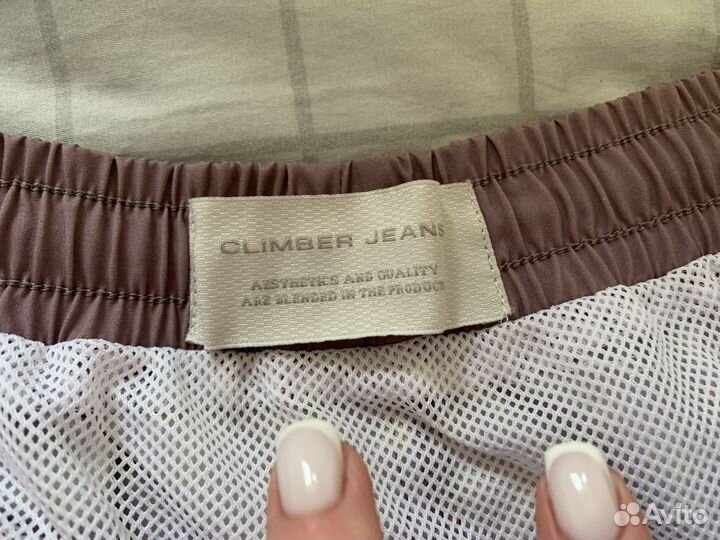 CLIMBER JEANS
AESTHETICS AND QUALITY
ARE BLENDED IN THE PRODUCT
Avito